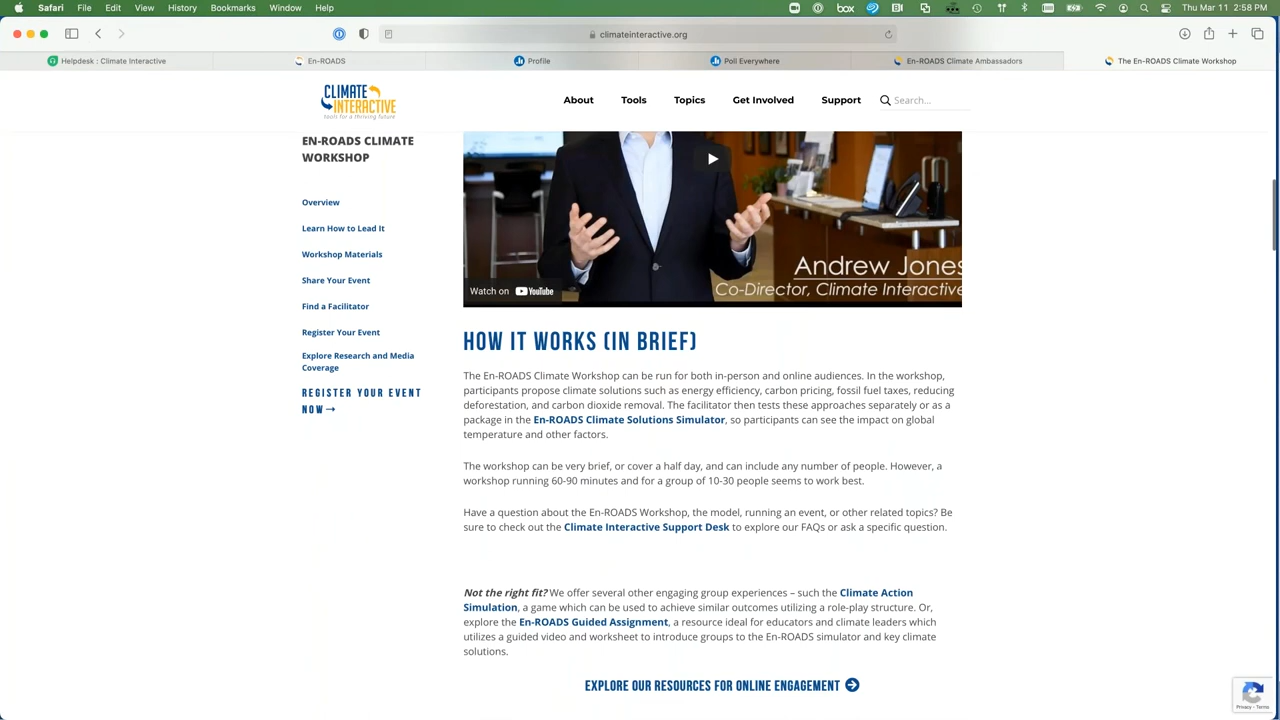 Safari File Edit View History Bookmarks Window Help Thu Mar 11 2:58 PM
climateinteractive.org
Helpdesk : Climate Interactive En-ROADS Profile Poll Everywhere En-ROADS Climate Ambassadors The En-ROADS Climate Workshop
CLIMATE
INTERACTIVE
tools for a thriving future
About Tools Topics Get Involved Support Search...
EN-ROADS CLIMATE
WORKSHOP
Overview
Learn How to Lead It
Workshop Materials
Share Your Event
Find a Facilitator
Register Your Event
Explore Research and Media
Coverage
REGISTER YOUR EVENT
NOW→
Andrew Jones
Co-Director, Climate Interactive
Watch on YouTube
HOW IT WORKS (IN BRIEF)
The En-ROADS Climate Workshop can be run for both in-person and online audiences. In the workshop,
participants propose climate solutions such as energy efficiency, carbon pricing, fossil fuel taxes, reducing
deforestation, and carbon dioxide removal. The facilitator then tests these approaches separately or as a
package in the En-ROADS Climate Solutions Simulator, so participants can see the impact on global
temperature and other factors.
The workshop can be very brief, or cover a half day, and can include any number of people. However, a
workshop running 60-90 minutes and for a group of 10-30 people seems to work best.
Have a question about the En-ROADS Workshop, the model, running an event, or other related topics? Be
sure to check out the Climate Interactive Support Desk to explore our FAQs or ask a specific question.
Not the right fit? We offer several other engaging group experiences – such the Climate Action
Simulation, a game which can be used to achieve similar outcomes utilizing a role-play structure. Or,
explore the En-ROADS Guided Assignment, a resource ideal for educators and climate leaders which
utilizes a guided video and worksheet to introduce groups to the En-ROADS simulator and key climate
solutions.
EXPLORE OUR RESOURCES FOR ONLINE ENGAGEMENT
Privacy - Terms